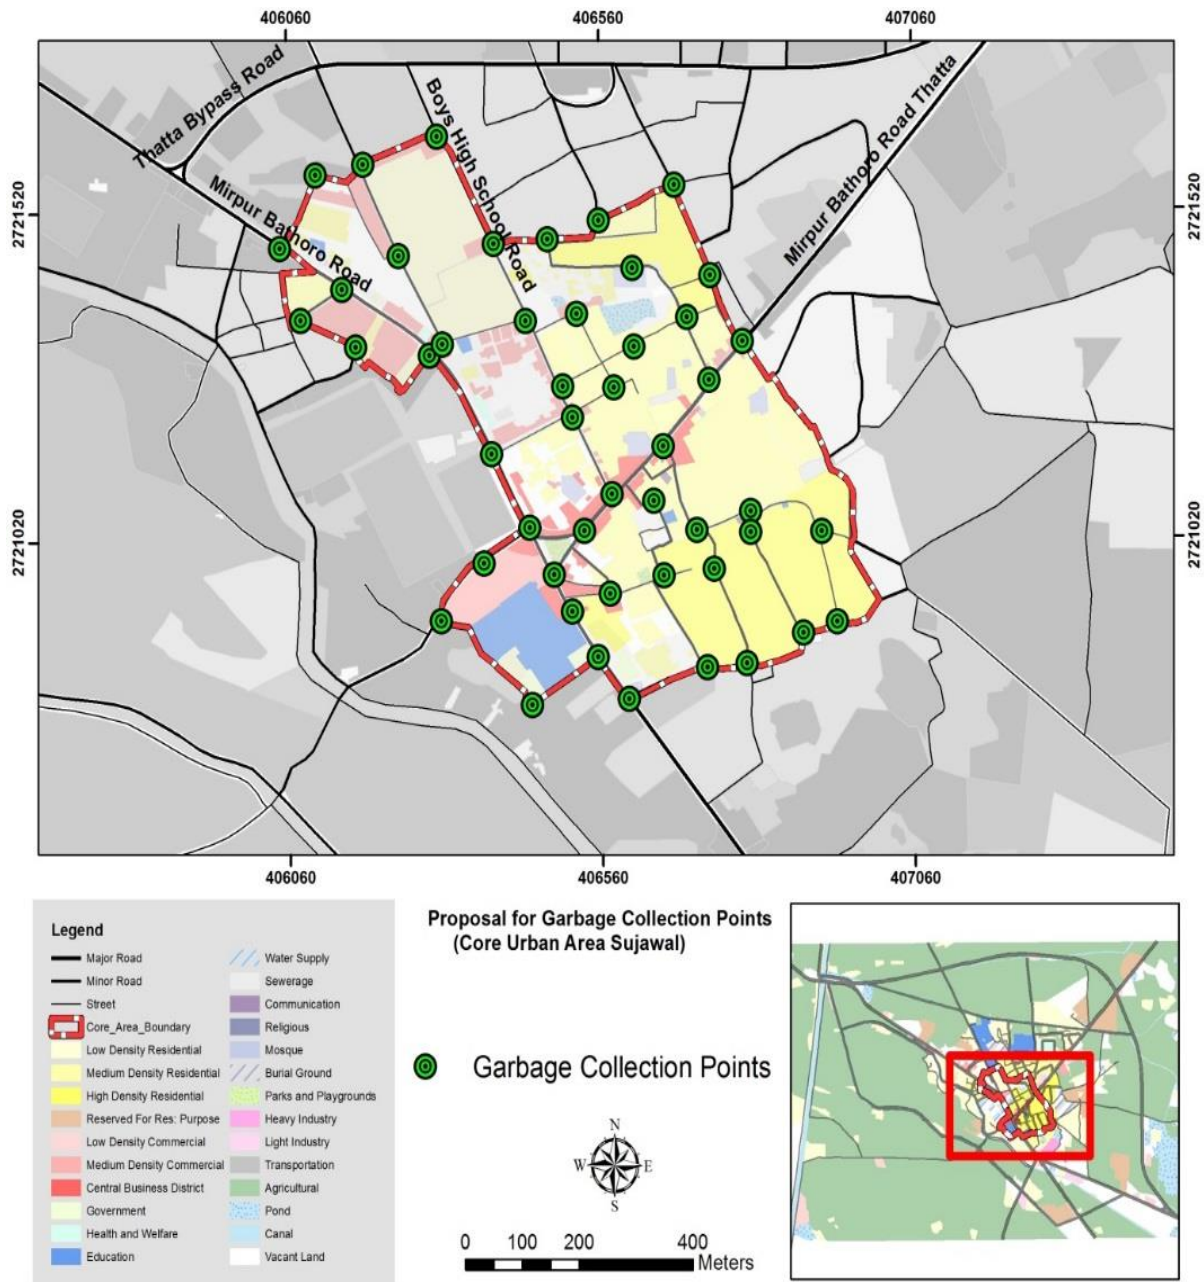 406060 406560 407060
Thatta Bypass Road
Boys High School Road
Mirpur Bathoro Road Thatta
Mirpur Bathoro Road
2721520 2721520
2721020 2721020
406060 406560 407060
Legend
Major Road
Minor Road
Street
Core_Area_Boundary
Low Density Residential
Medium Density Residential
High Density Residential
Reserved For Res: Purpose
Low Density Commercial
Medium Density Commercial
Central Business District
Government
Health and Welfare
Education
Water Supply
Sewerage
Communication
Religious
Mosque
Burial Ground
Parks and Playgrounds
Heavy Industry
Light Industry
Transportation
Agricultural
Pond
Canal
Vacant Land
Proposal for Garbage Collection Points
(Core Urban Area Sujawal)
Garbage Collection Points
N
W E
S
0 100 200 400
Meters